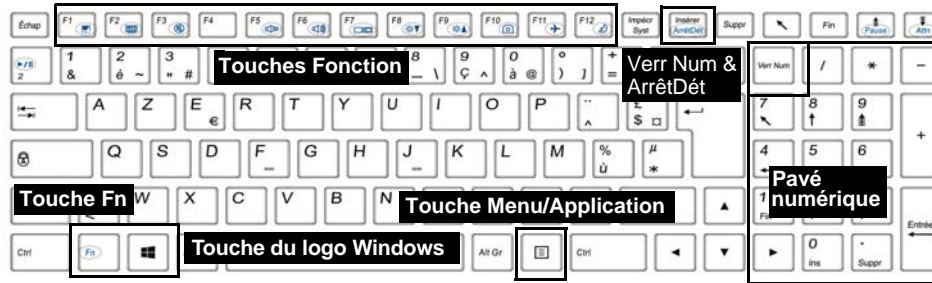 Échap F1 F2 F3 F4 F5 F6 F7 F8 F9 F10 F11 F12 Impécr Syst Insérer ArrêtDét Suppr Fin Pause Attn
2 1 & 2 é ~ 3 " # Touches Fonction 8 _ \ 9 Ç ^ 0 à @ ° ) ] + = Verr Num & ArrêtDét Verr Num / * -
A Z E € R T Y U I O P ¨ ^ £ $ ¤ 7 8 9 +
Q S D F G H J K L M % ù µ * 4 5 6
Touche Fn < W X C V B N Touche Menu/Application 1 Fin Pavé numérique Entrée
Ctrl Fn Touche du logo Windows Alt Gr Ctrl 0 Ins . Suppr